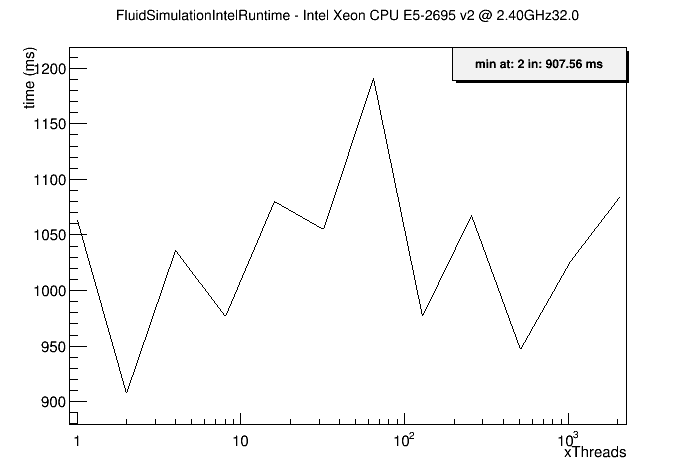 FluidSimulationIntelRuntime - Intel Xeon CPU E5-2695 v2 @ 2.40GHz32.0
min at: 2 in: 907.56 ms
time (ms)
1200
1150
1100
1050
1000
950
900
1 10 10² 10³
xThreads